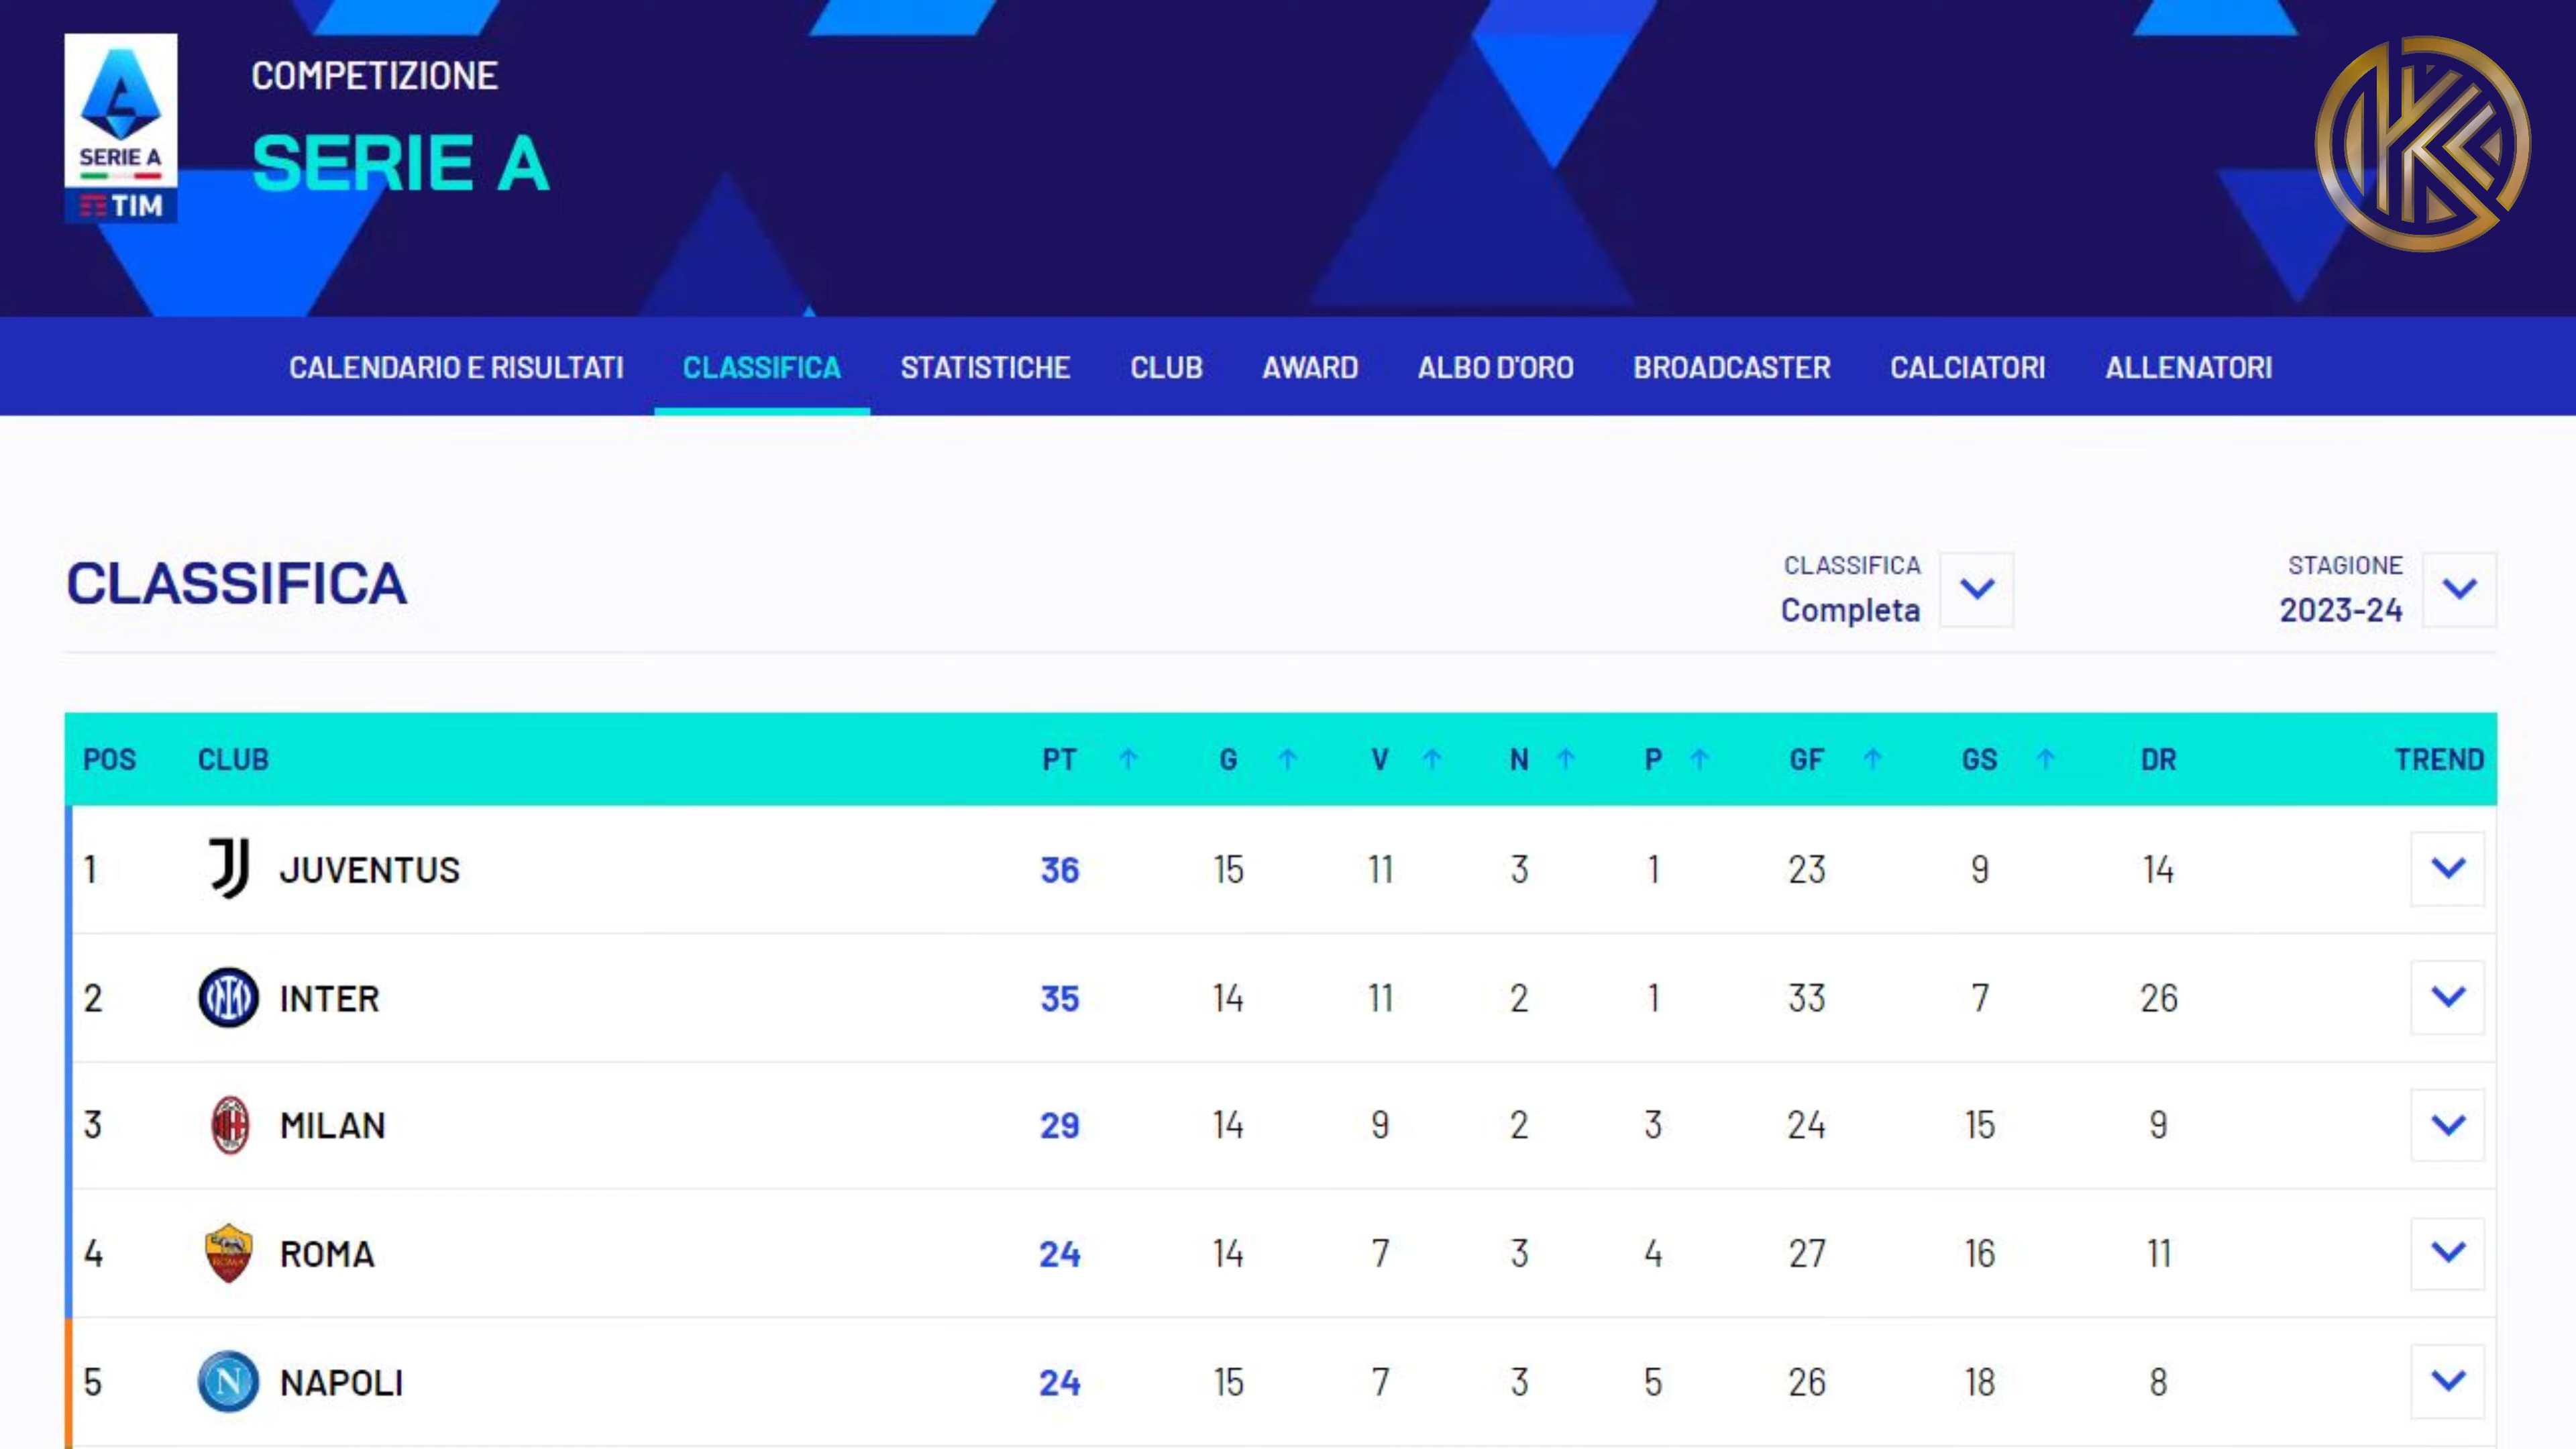 SERIE A
TIM
COMPETIZIONE
SERIE A
CALENDARIO E RISULTATI CLASSIFICA STATISTICHE CLUB AWARD ALBO D'ORO BROADCASTER CALCIATORI ALLENATORI
CLASSIFICA
CLASSIFICA
Completa
STAGIONE
2023-24
POS CLUB PT G V N P GF GS DR TREND
1 JUVENTUS 36 15 11 3 1 23 9 14
2 INTER 35 14 11 2 1 33 7 26
3 MILAN 29 14 9 2 3 24 15 9
4 ROMA 24 14 7 3 4 27 16 11
5 NAPOLI 24 15 7 3 5 26 18 8